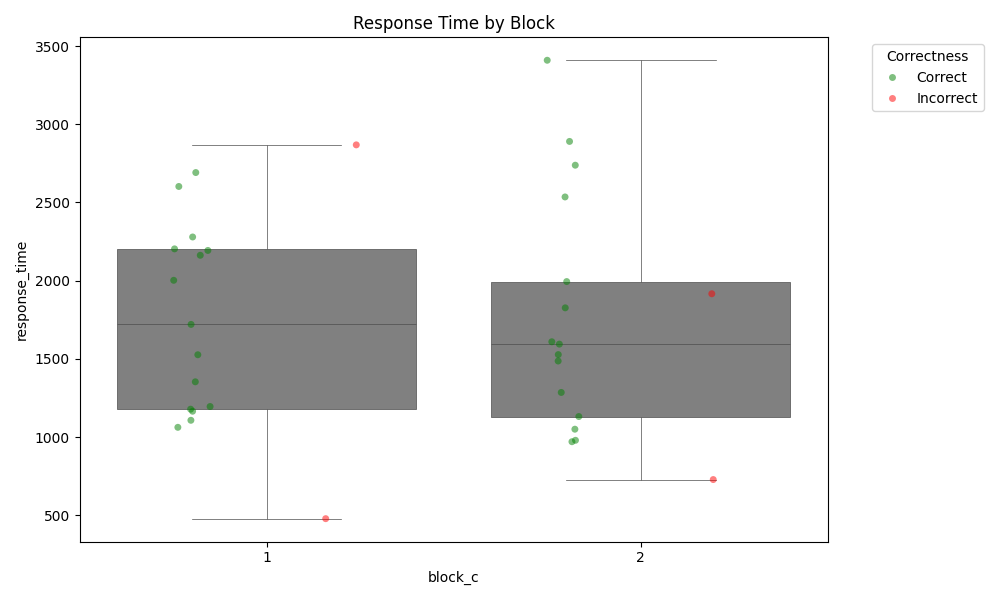 Response Time by Block
3500
3000
2500
2000
1500
1000
500
response_time
1
2
block_c
Correctness
Correct
Incorrect